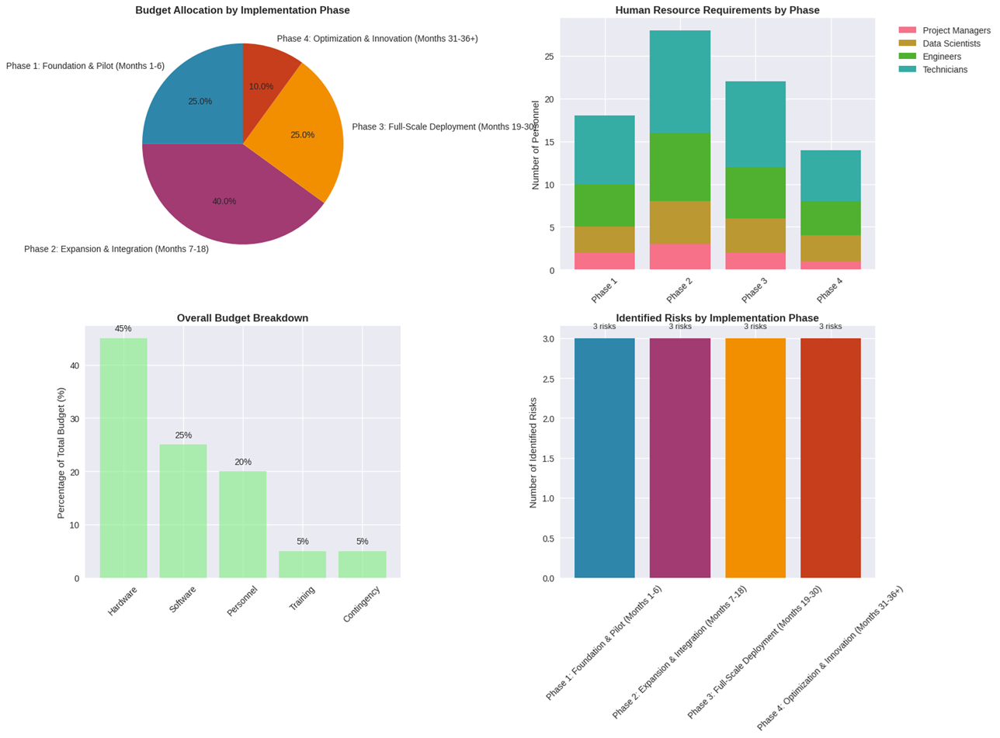 Budget Allocation by Implementation Phase
Phase 4: Optimization & Innovation (Months 31-36+)
Phase 1: Foundation & Pilot (Months 1-6)
10.0%
25.0%
Phase 3: Full-Scale Deployment (Months 19-30)
25.0%
40.0%
Phase 2: Expansion & Integration (Months 7-18)
Human Resource Requirements by Phase
Project Managers
Data Scientists
Engineers
Technicians
Number of Personnel
25
20
15
10
5
0
Phase 1
Phase 2
Phase 3
Phase 4
Overall Budget Breakdown
Percentage of Total Budget (%)
40
30
20
10
0
45%
25%
20%
5%
5%
Hardware
Software
Personnel
Training
Contingency
Identified Risks by Implementation Phase
3 risks
3 risks
3 risks
3 risks
Number of Identified Risks
3.0
2.5
2.0
1.5
1.0
0.5
0.0
Phase 1: Foundation & Pilot (Months 1-6)
Phase 2: Expansion & Integration (Months 7-18)
Phase 3: Full-Scale Deployment (Months 19-30)
Phase 4: Optimization & Innovation (Months 31-36+)